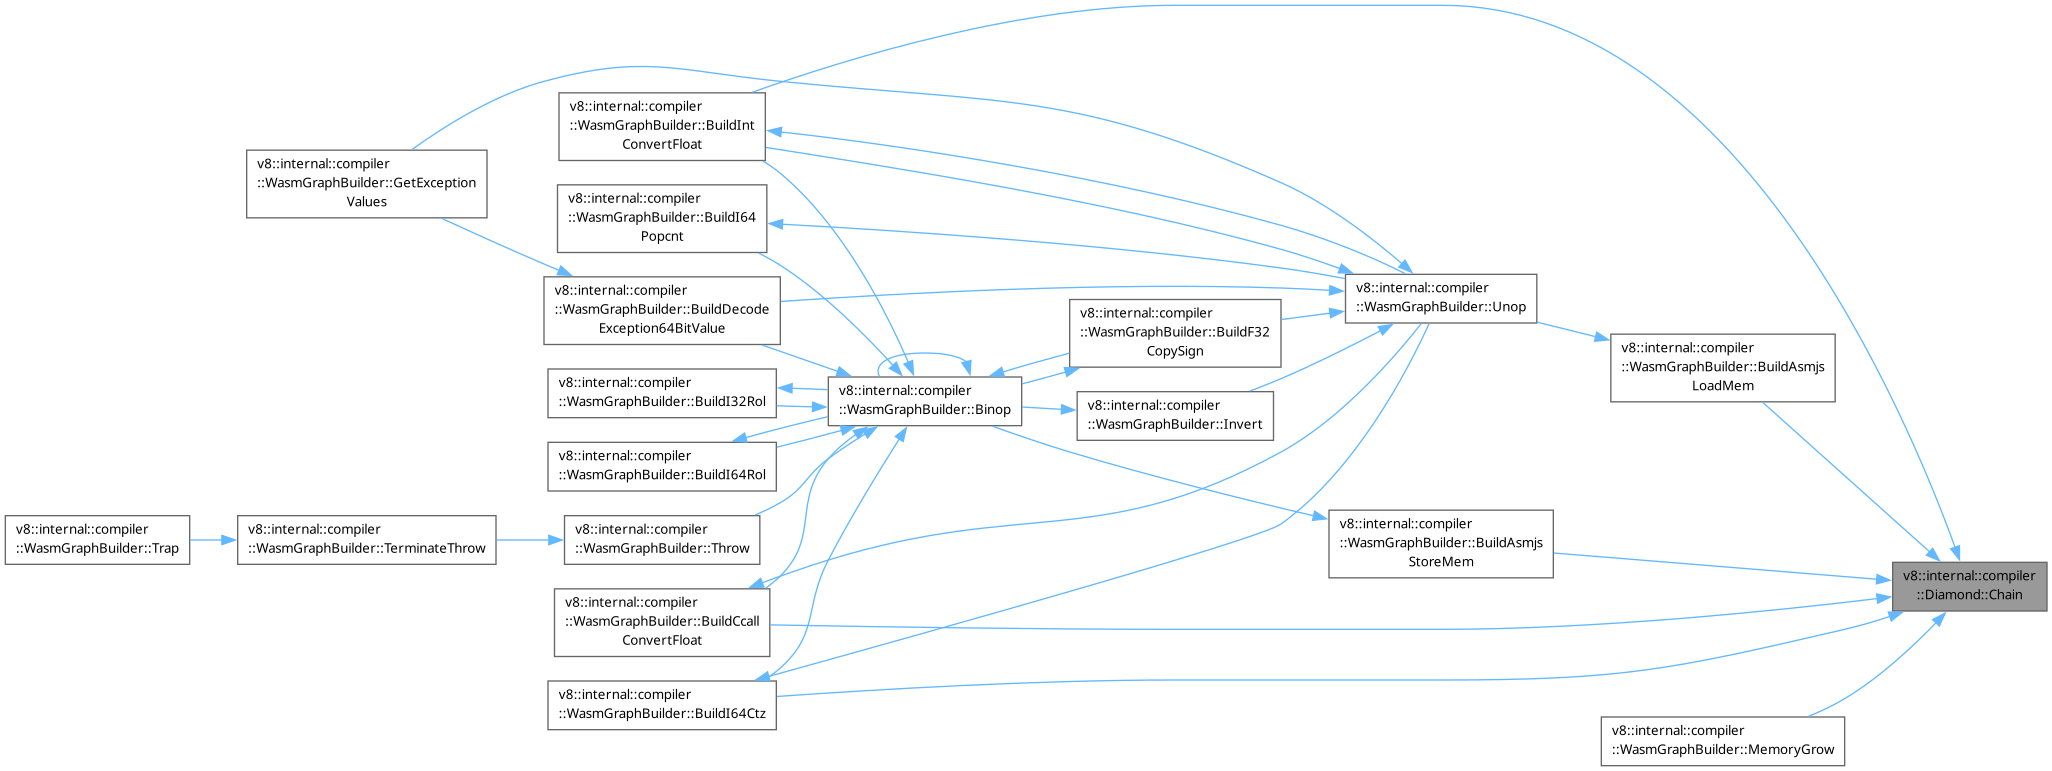 v8::internal::compiler
::WasmGraphBuilder::BuildInt
ConvertFloat
v8::internal::compiler
::WasmGraphBuilder::GetException
Values
v8::internal::compiler
::WasmGraphBuilder::BuildI64
Popcnt
v8::internal::compiler
::WasmGraphBuilder::BuildDecode
Exception64BitValue
v8::internal::compiler
::WasmGraphBuilder::Unop
v8::internal::compiler
::WasmGraphBuilder::BuildF32
CopySign
v8::internal::compiler
::WasmGraphBuilder::BuildAsmjs
LoadMem
v8::internal::compiler
::WasmGraphBuilder::BuildI32Rol
v8::internal::compiler
::WasmGraphBuilder::Binop
v8::internal::compiler
::WasmGraphBuilder::Invert
v8::internal::compiler
::WasmGraphBuilder::BuildI64Rol
v8::internal::compiler
::WasmGraphBuilder::Trap
v8::internal::compiler
::WasmGraphBuilder::TerminateThrow
v8::internal::compiler
::WasmGraphBuilder::Throw
v8::internal::compiler
::WasmGraphBuilder::BuildAsmjs
StoreMem
v8::internal::compiler
::Diamond::Chain
v8::internal::compiler
::WasmGraphBuilder::BuildCcall
ConvertFloat
v8::internal::compiler
::WasmGraphBuilder::BuildI64Ctz
v8::internal::compiler
::WasmGraphBuilder::MemoryGrow